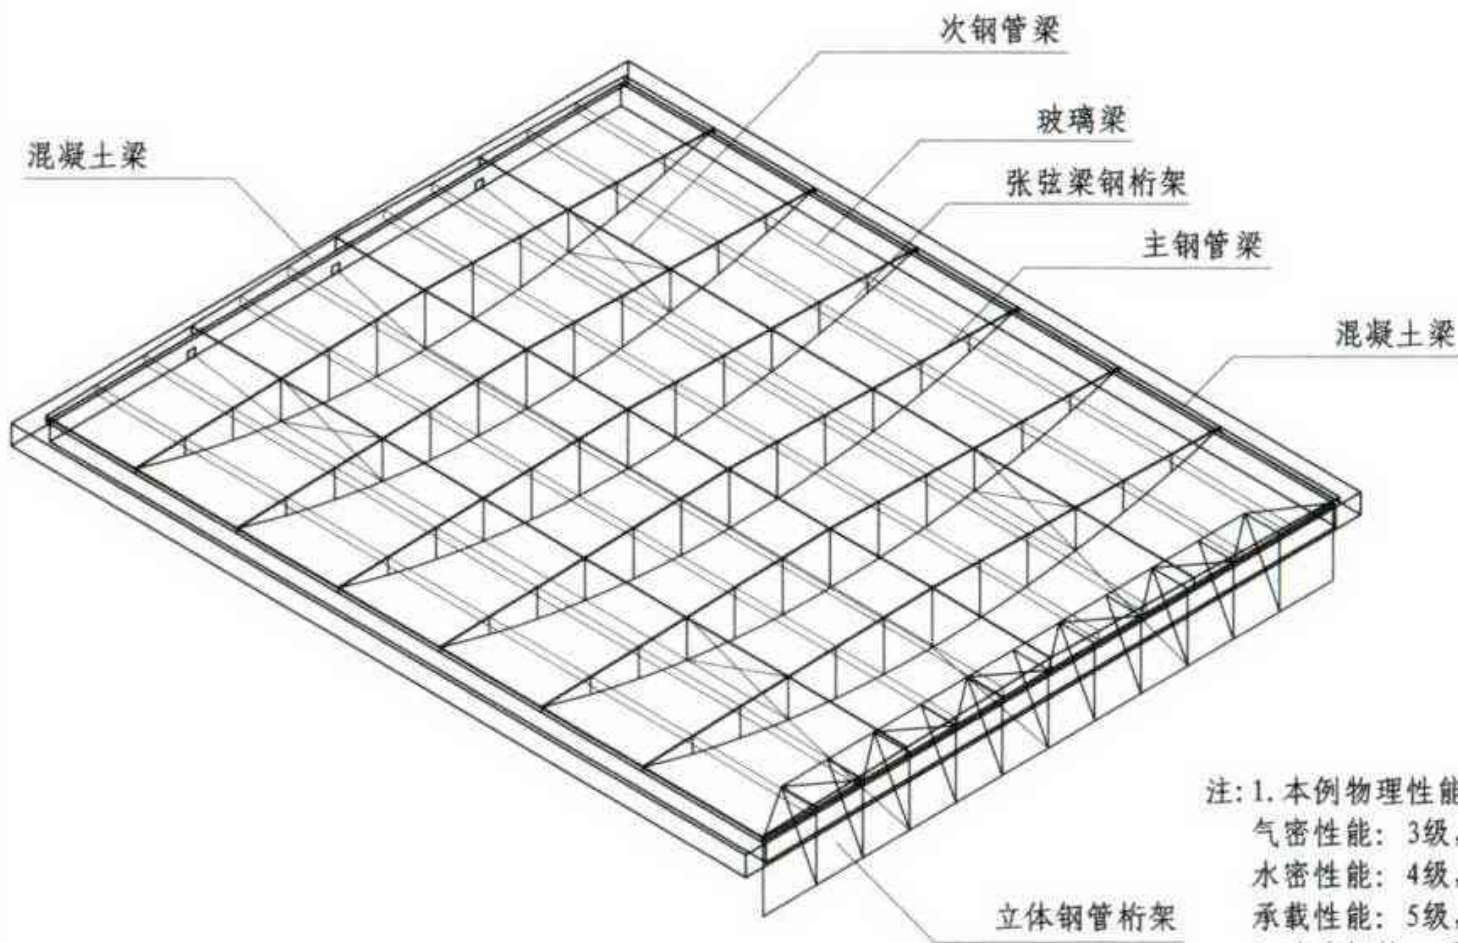 次钢管梁
玻璃梁
混凝土梁
张弦梁钢桁架
主钢管梁
混凝土梁
注: 1. 本例物理性能
气密性能: 3级,
水密性能: 4级,
承载性能: 5级,
立体钢管桁架